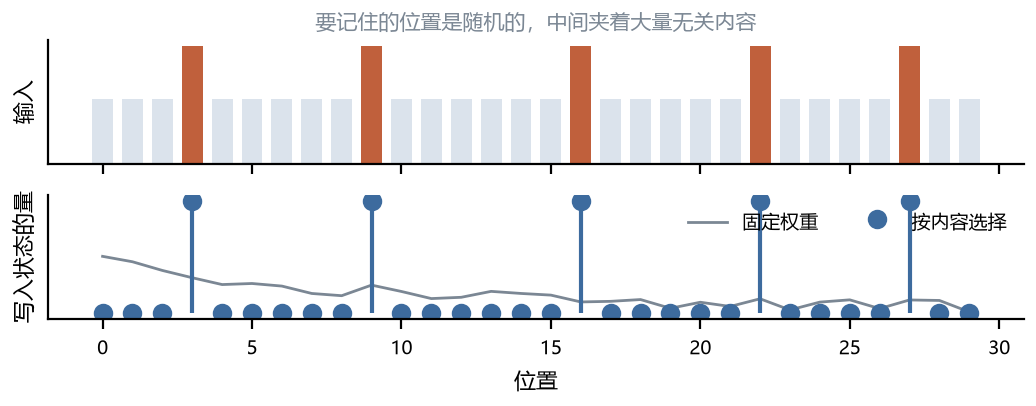 要记住的位置是随机的，中间夹着大量无关内容
输入
写入状态的量
固定权重
按内容选择
0 5 10 15 20 25 30
位置